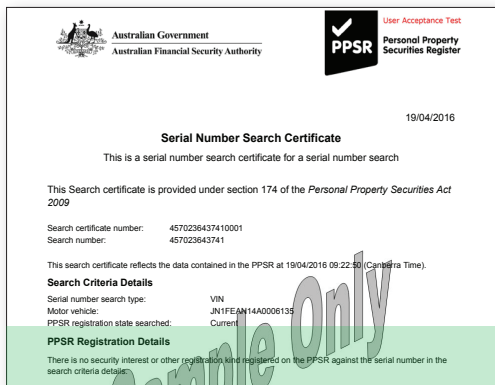 Australian Government
Australian Financial Security Authority
PPSR
User Acceptance Test
Personal Property
Securities Register
19/04/2016
Serial Number Search Certificate
This is a serial number search certificate for a serial number search
This Search certificate is provided under section 174 of the Personal Property Securities Act
2009
Search certificate number: 4570236437410001
Search number: 457023643741
This search certificate reflects the data contained in the PPSR at 19/04/2016 09:22:50 (Canberra Time).
Search Criteria Details
Serial number search type: VIN
Motor vehicle: JN1FEAN14A0006135
PPSR registration state searched: Current
PPSR Registration Details
There is no security interest or other registration kind registered on the PPSR against the serial number in the
search criteria details.
Sample Only